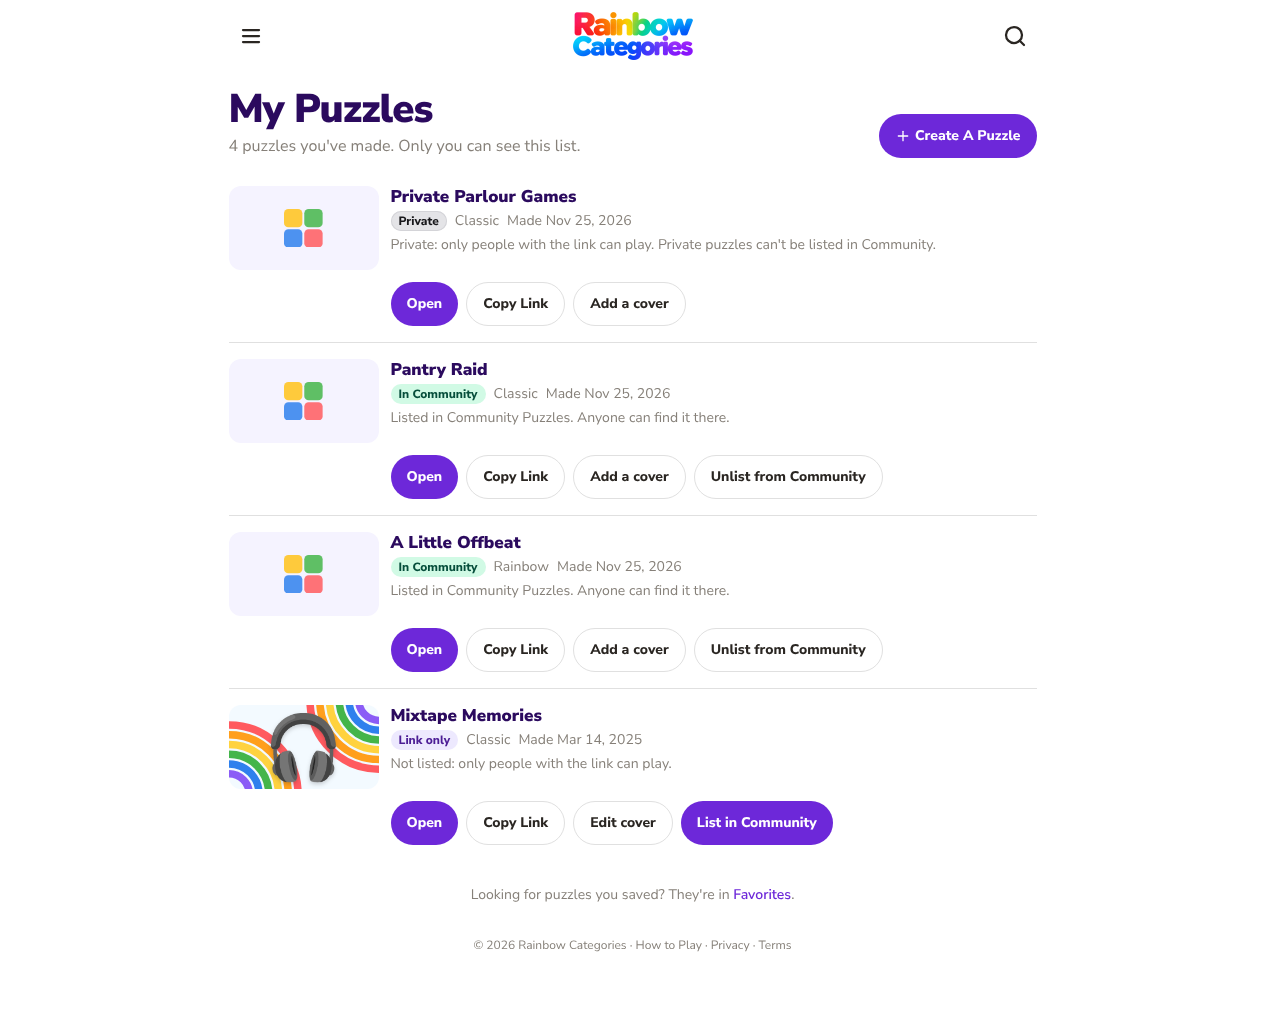 Rainbow
Categories
My Puzzles
4 puzzles you've made. Only you can see this list.
+ Create A Puzzle
Private Parlour Games
Private Classic Made Nov 25, 2026
Private: only people with the link can play. Private puzzles can't be listed in Community.
Open Copy Link Add a cover
Pantry Raid
In Community Classic Made Nov 25, 2026
Listed in Community Puzzles. Anyone can find it there.
Open Copy Link Add a cover Unlist from Community
A Little Offbeat
In Community Rainbow Made Nov 25, 2026
Listed in Community Puzzles. Anyone can find it there.
Open Copy Link Add a cover Unlist from Community
Mixtape Memories
Link only Classic Made Mar 14, 2025
Not listed: only people with the link can play.
Open Copy Link Edit cover List in Community
Looking for puzzles you saved? They're in Favorites.
© 2026 Rainbow Categories · How to Play · Privacy · Terms